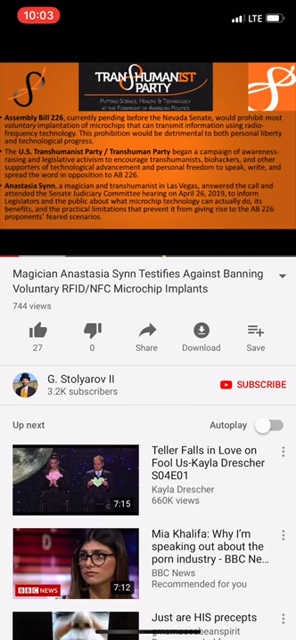 10:03
LTE
TRANSHUMANIST
PARTY
PUTTING SCIENCE, HEALTH, & TECHNOLOGY
AT THE FOREFRONT OF AMERICAN POLITICS
• Assembly Bill 226, currently pending before the Nevada Senate, would prohibit most
voluntary implantation of microchips that can transmit information using radio-
frequency technology. This prohibition would be detrimental to both personal liberty
and technological progress.
• The U.S. Transhumanist Party / Transhuman Party began a campaign of awareness-
raising and legislative activism to encourage transhumanists, biohackers, and other
supporters of technological advancement and personal freedom to speak, write, and
spread the word in opposition to AB 226.
• Anastasia Synn, a magician and transhumanist in Las Vegas, answered the call and
attended the Senate Judiciary Committee hearing on April 26, 2019, to inform
Legislators and the public about what microchip technology can actually do, its
benefits, and the practical limitations that prevent it from giving rise to the AB 226
proponents' feared scenarios.
Magician Anastasia Synn Testifies Against Banning
Voluntary RFID/NFC Microchip Implants
744 views
27
0
Share
Download
Save
G. Stolyarov II
3.2K subscribers
SUBSCRIBE
Up next
Autoplay
7:15
Teller Falls in Love on
Fool Us-Kayla Drescher
S04E01
Kayla Drescher
660K views
BBC NEWS
7:12
Mia Khalifa: Why I'm
speaking out about the
porn industry - BBC Ne...
BBC News
Recommended for you
Just are HIS precepts